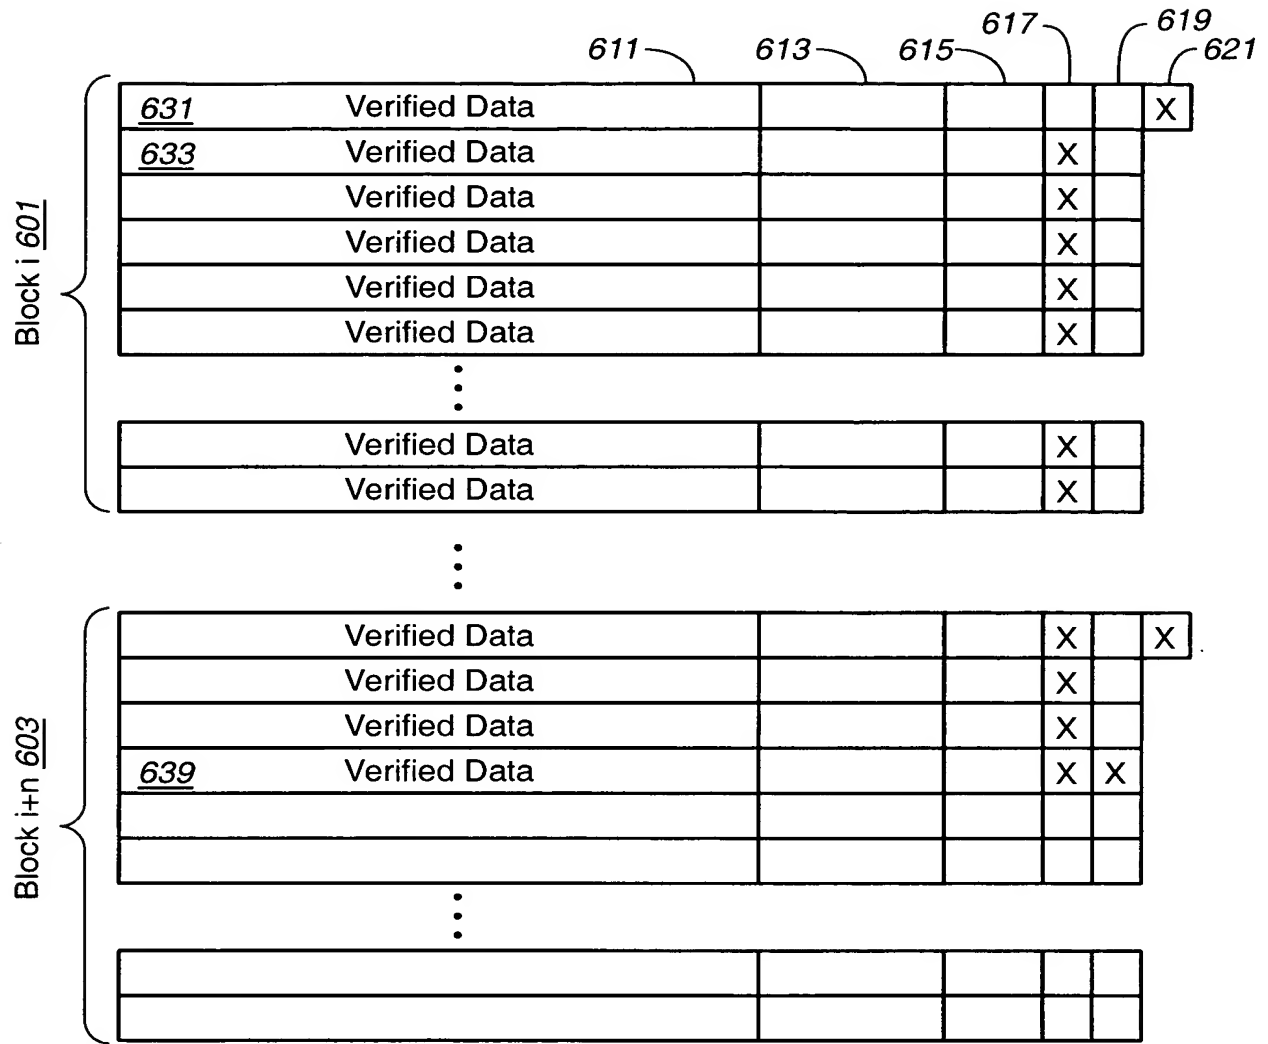 611 613 615 617 619 621
Block i 601
631 Verified Data X
633 Verified Data X
Verified Data X
Verified Data X
Verified Data X
Verified Data X
Verified Data X
Verified Data X
Block i+n 603
Verified Data X X
Verified Data X
Verified Data X
639 Verified Data X X